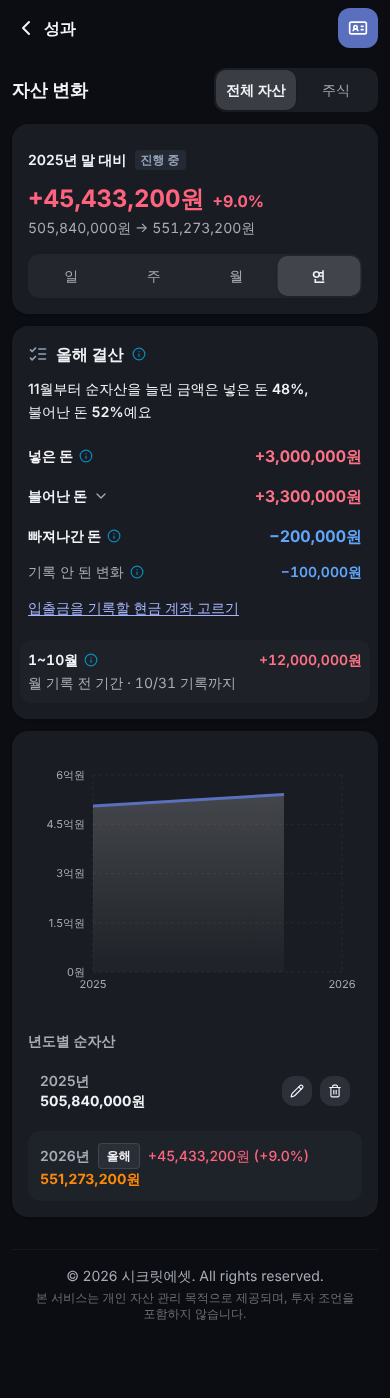 성과
자산 변화
전체 자산
주식
2025년 말 대비 진행 중
+45,433,200원 +9.0%
505,840,000원 → 551,273,200원
일 주 월 연
올해 결산
11월부터 순자산을 늘린 금액은 넣은 돈 48%,
불어난 돈 52%예요
넣은 돈 +3,000,000원
불어난 돈 +3,300,000원
빠져나간 돈 −200,000원
기록 안 된 변화 −100,000원
입출금을 기록할 현금 계좌 고르기
1~10월 +12,000,000원
월 기록 전 기간 · 10/31 기록까지
6억원
4.5억원
3억원
1.5억원
0원
2025 2026
년도별 순자산
2025년
505,840,000원
2026년 올해 +45,433,200원 (+9.0%)
551,273,200원
© 2026 시크릿에셋. All rights reserved.
본 서비스는 개인 자산 관리 목적으로 제공되며, 투자 조언을
포함하지 않습니다.